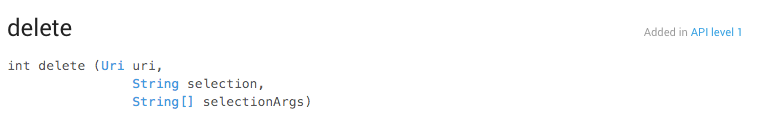 delete
Added in API level 1
int delete (Uri uri,
String selection,
String[] selectionArgs)